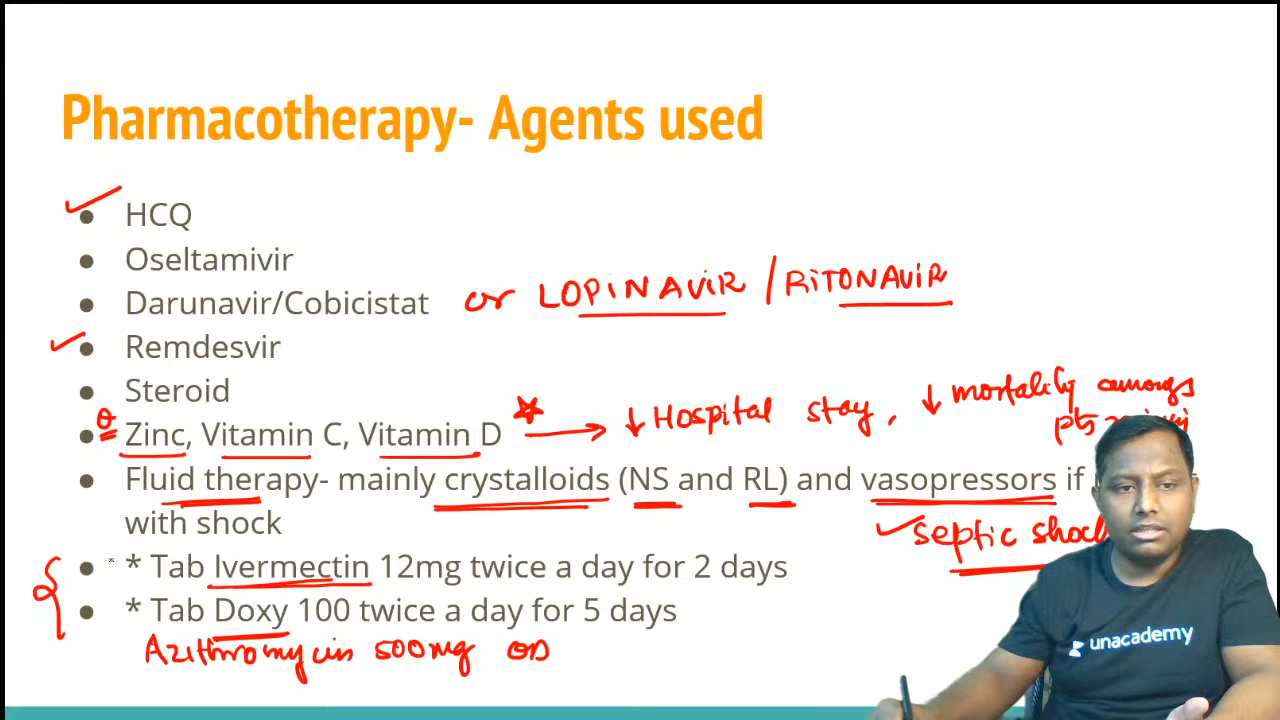 Pharmacotherapy- Agents used
● HCQ
● Oseltamivir
● Darunavir/Cobicistat or LOPINAVIR / RITONAVIR
● Remdesvir
● Steroid
● Zinc, Vitamin C, Vitamin D * → ↓ Hospital stay, ↓ mortality amongs
pts
● Fluid therapy- mainly crystalloids (NS and RL) and vasopressors if
with shock
septic shock
● * Tab Ivermectin 12mg twice a day for 2 days
● * Tab Doxy 100 twice a day for 5 days
Azithromycin 500mg OD
unacademy